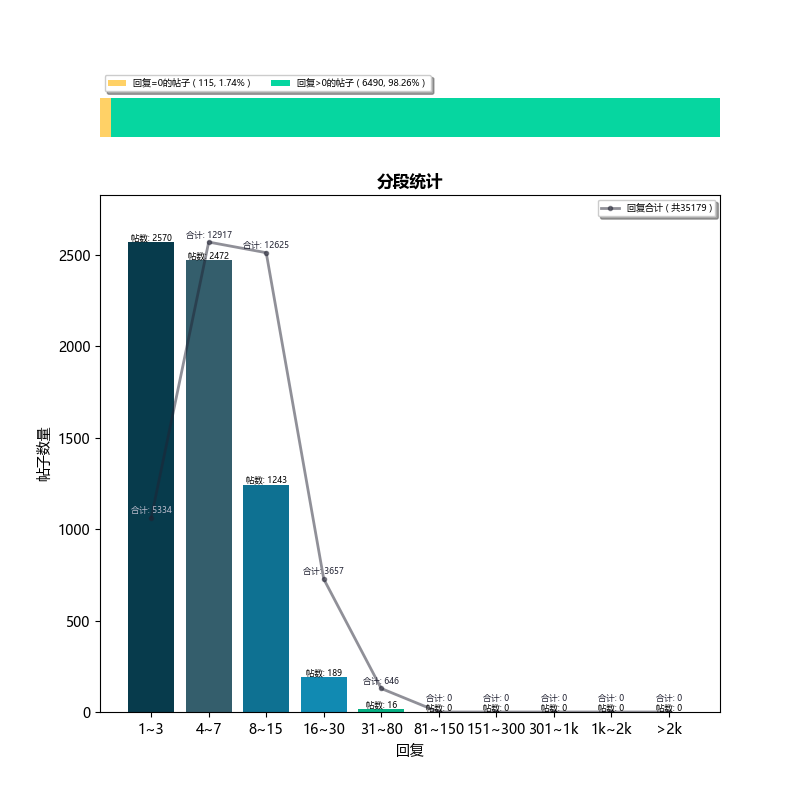 回复=0的帖子 ( 115, 1.74% )
回复>0的帖子 ( 6490, 98.26% )
分段统计
回复合计 ( 共35179 )
帖数: 2570
合计: 12917
合计: 12625
帖数: 2472
2500
2000
1500
帖数: 1243
合计: 5334
1000
合计: 3657
500
帖数: 189
合计: 646
帖数: 16
合计: 0
合计: 0
合计: 0
合计: 0
合计: 0
帖数: 0
帖数: 0
帖数: 0
帖数: 0
帖数: 0
0
帖子数量
1~3
4~7
8~15
16~30
31~80
81~150
151~300
301~1k
1k~2k
>2k
回复